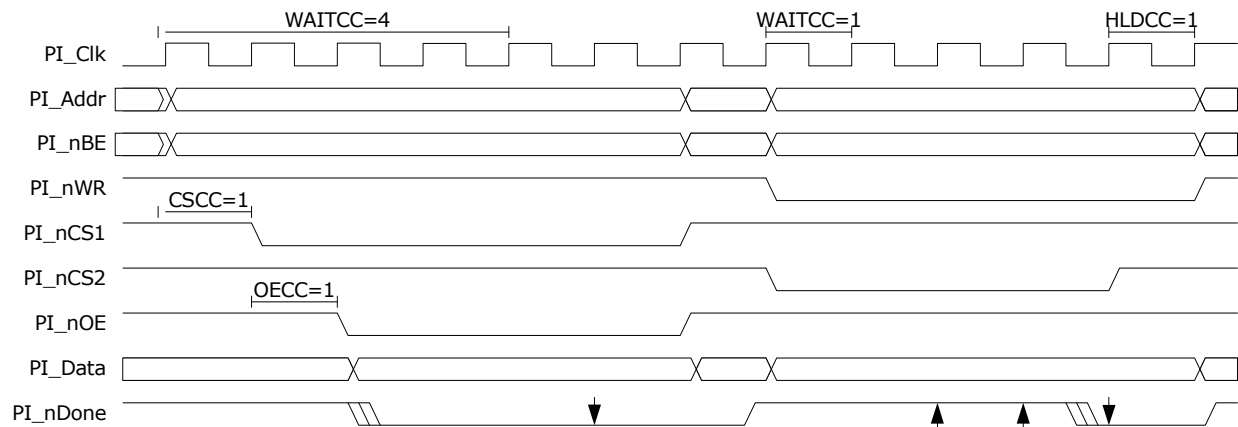 WAITCC=4 WAITCC=1 HLDCC=1
PI_Clk
PI_Addr
PI_nBE
PI_nWR
CSCC=1
PI_nCS1
PI_nCS2
OECC=1
PI_nOE
PI_Data
PI_nDone